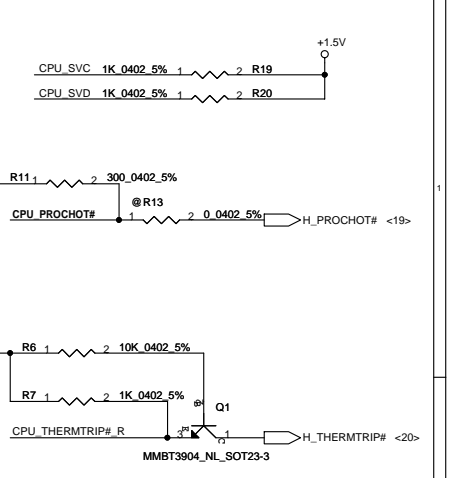 +1.5V
CPU_SVC 1K_0402_5% 1 2 R19
CPU_SVD 1K_0402_5% 1 2 R20
R11 1 2 300_0402_5%
1
@R13
CPU_PROCHOT# 1 2 0_0402_5% H_PROCHOT# <19>
R6 1 2 10K_0402_5%
R7 1 2 1K_0402_5%
Q1
B
E
C
CPU_THERMTRIP#_R 3 1 H_THERMTRIP# <20>
MMBT3904_NL_SOT23-3